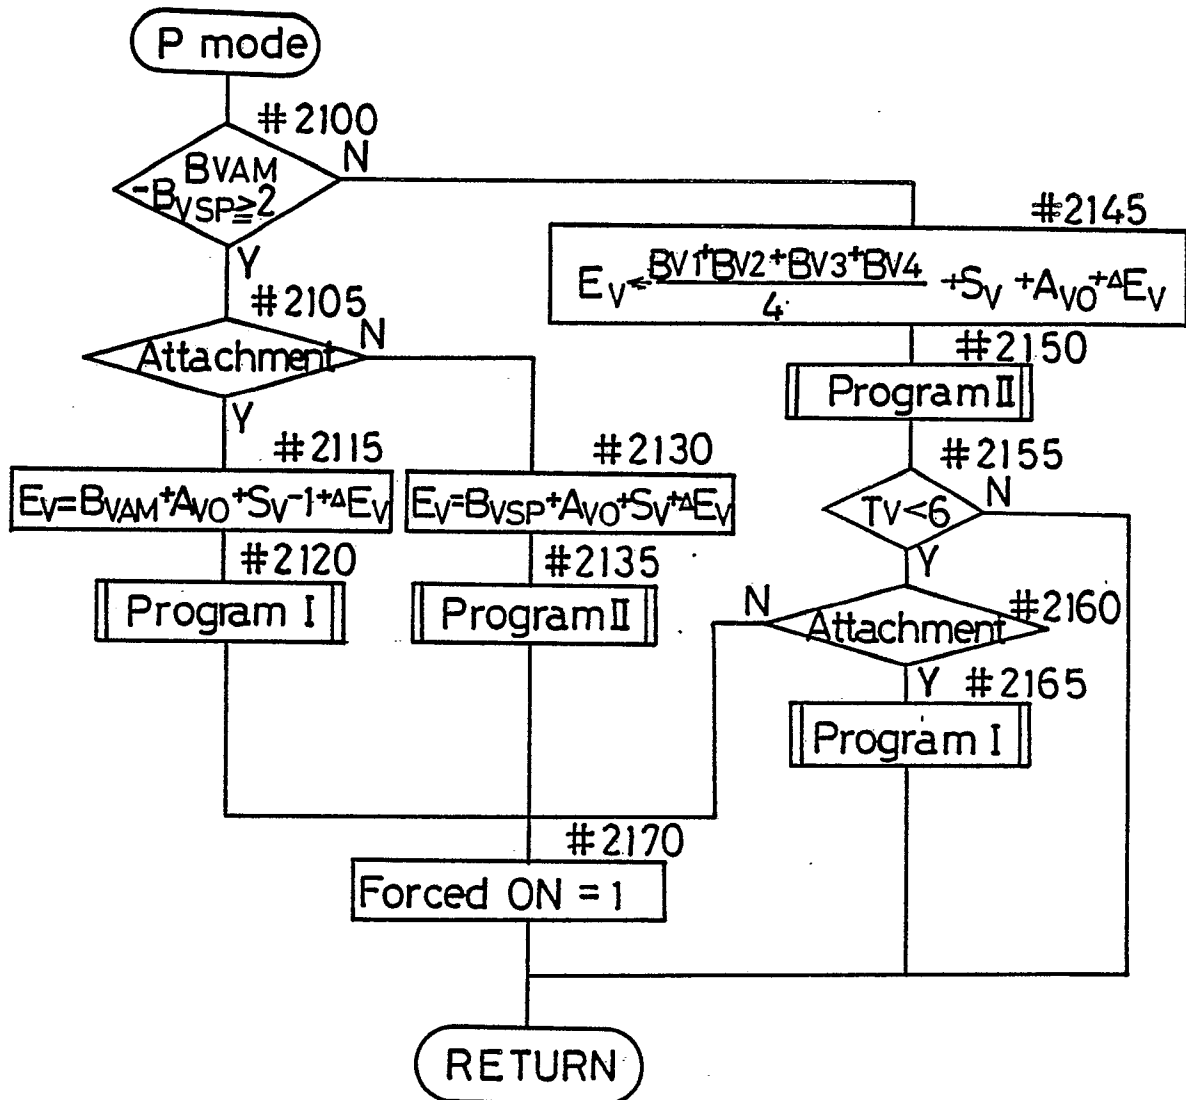 P mode
#2100
BVAM
-BVSP≧2
N
Y
#2105
Attachment
N
Y
#2115
EV=BVAM+AVO+SV-1+ΔEV
#2120
Program I
#2130
EV=BVSP+AVO+SV+ΔEV
#2135
Program II
#2145
EV← BV1+BV2+BV3+BV4 +SV +AVO+ΔEV
4
#2150
Program II
#2155
TV<6
N
Y
#2160
N
Attachment
Y
#2165
Program I
#2170
Forced ON = 1
RETURN